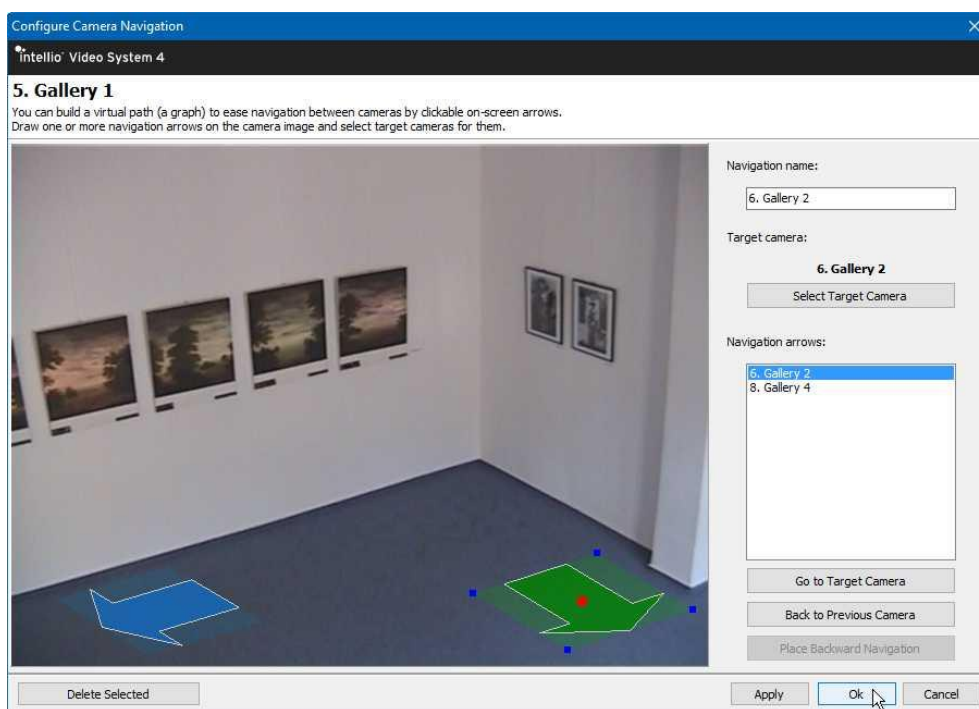 Configure Camera Navigation
intellio Video System 4
5. Gallery 1
You can build a virtual path (a graph) to ease navigation between cameras by clickable on-screen arrows.
Draw one or more navigation arrows on the camera image and select target cameras for them.
Navigation name:
6. Gallery 2
Target camera:
6. Gallery 2
Select Target Camera
Navigation arrows:
6. Gallery 2
8. Gallery 4
Go to Target Camera
Back to Previous Camera
Place Backward Navigation
Delete Selected
Apply
Ok
Cancel